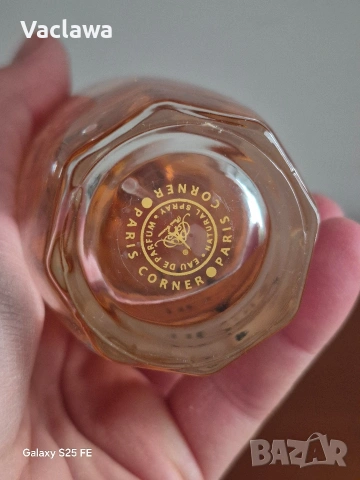 Vaclawa
PARIS CORNER • PARIS CORNER •
EAU DE PARFUM • NATURAL SPRAY •
®
Galaxy S25 FE
BAZAR